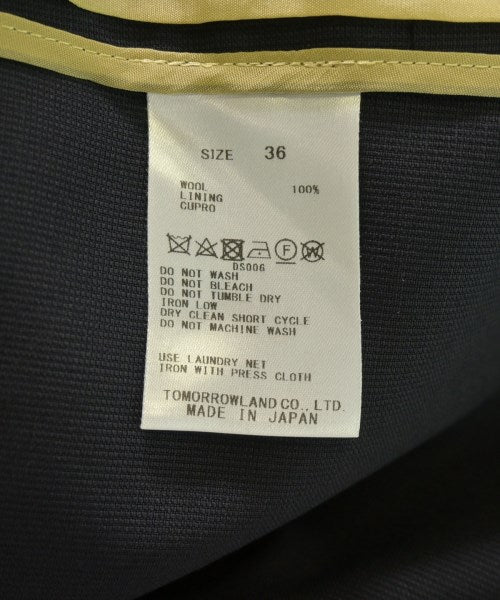 SIZE 36
WOOL 100%
LINING
CUPRO
F W
DS006
DO NOT WASH
DO NOT BLEACH
DO NOT TUMBLE DRY
IRON LOW
DRY CLEAN SHORT CYCLE
DO NOT MACHINE WASH
USE LAUNDRY NET
IRON WITH PRESS CLOTH
TOMORROWLAND CO., LTD.
MADE IN JAPAN